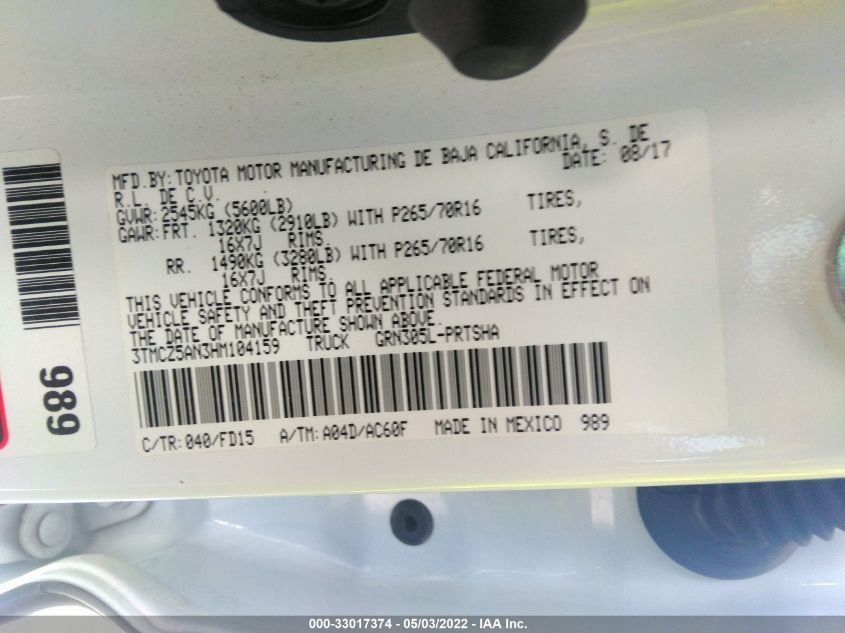 MFD.BY:TOYOTA MOTOR MANUFACTURING DE BAJA CALIFORNIA, S. DE
R.L. DE C.V. DATE: 08/17
GVWR:2545KG (5600LB)
GAWR:FRT. 1320KG (2910LB) WITH P265/70R16 TIRES,
16X7J RIMS.
RR. 1490KG (3280LB) WITH P265/70R16 TIRES,
16X7J RIMS.
THIS VEHICLE CONFORMS TO ALL APPLICABLE FEDERAL MOTOR
VEHICLE SAFETY AND THEFT PREVENTION STANDARDS IN EFFECT ON
THE DATE OF MANUFACTURE SHOWN ABOVE.
3TMCZ5AN3HM104159 TRUCK GRN305L-PRTSHA
C/TR:040/FD15 A/TM:A04D/AC60F MADE IN MEXICO 989
989
000-33017374 - 05/03/2022 - IAA Inc.